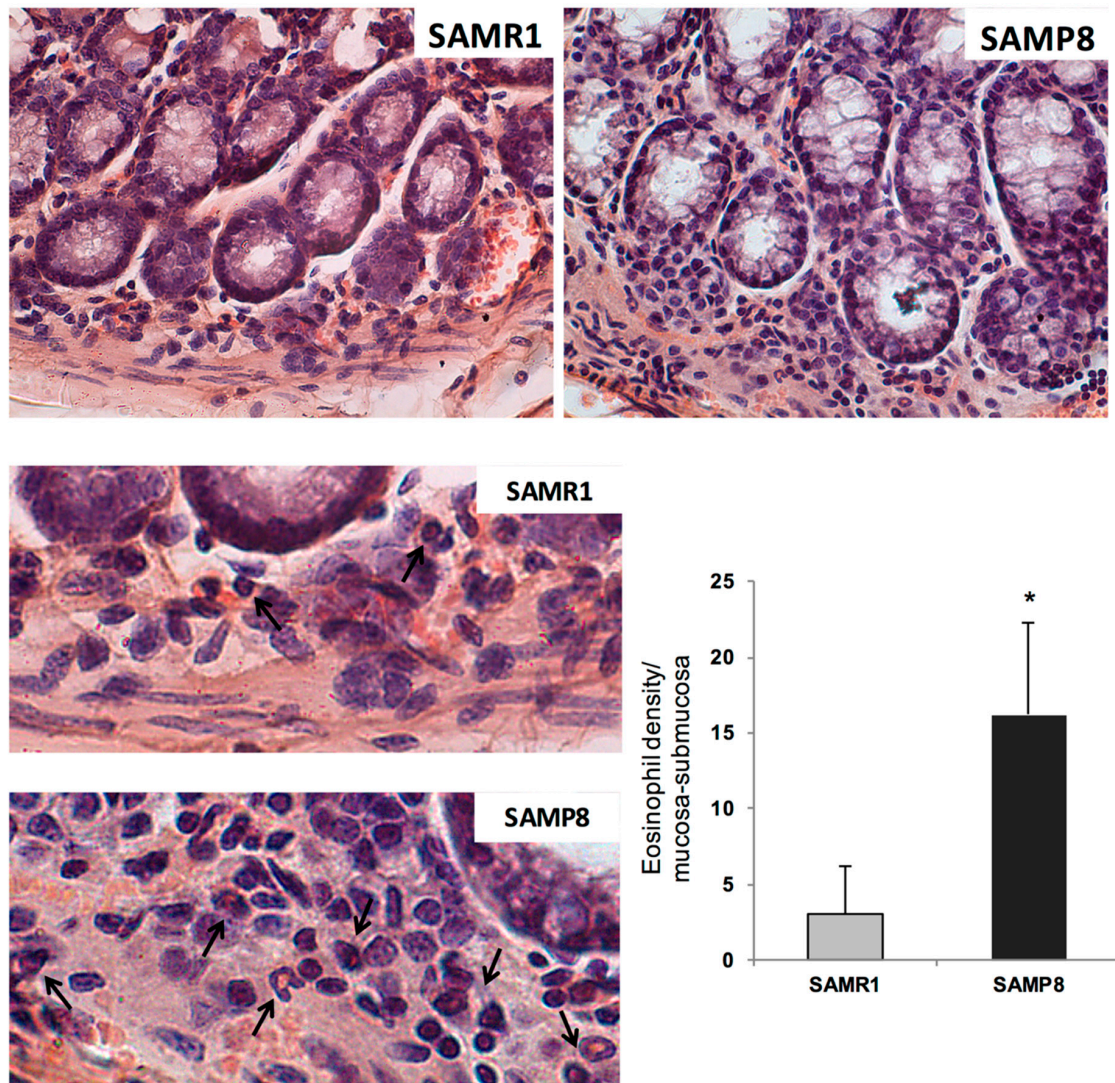 SAMR1
SAMP8
SAMR1
SAMP8
Eosinophil density/
mucosa-submucosa
25
20
15
10
5
0
*
SAMR1
SAMP8